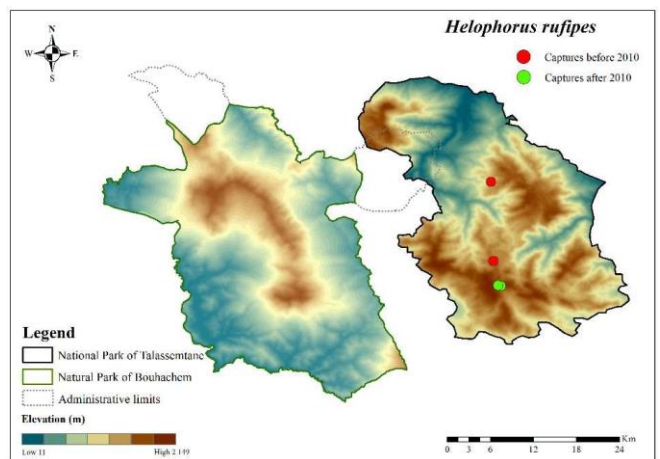 Helophorus rufipes
N
W E
S
Captures before 2010
Captures after 2010
Legend
National Park of Talassemtane
Natural Park of Bouhachem
Administrative limits
Elevation (m)
Low 11 High 2 149
Km
0 3 6 12 18 24